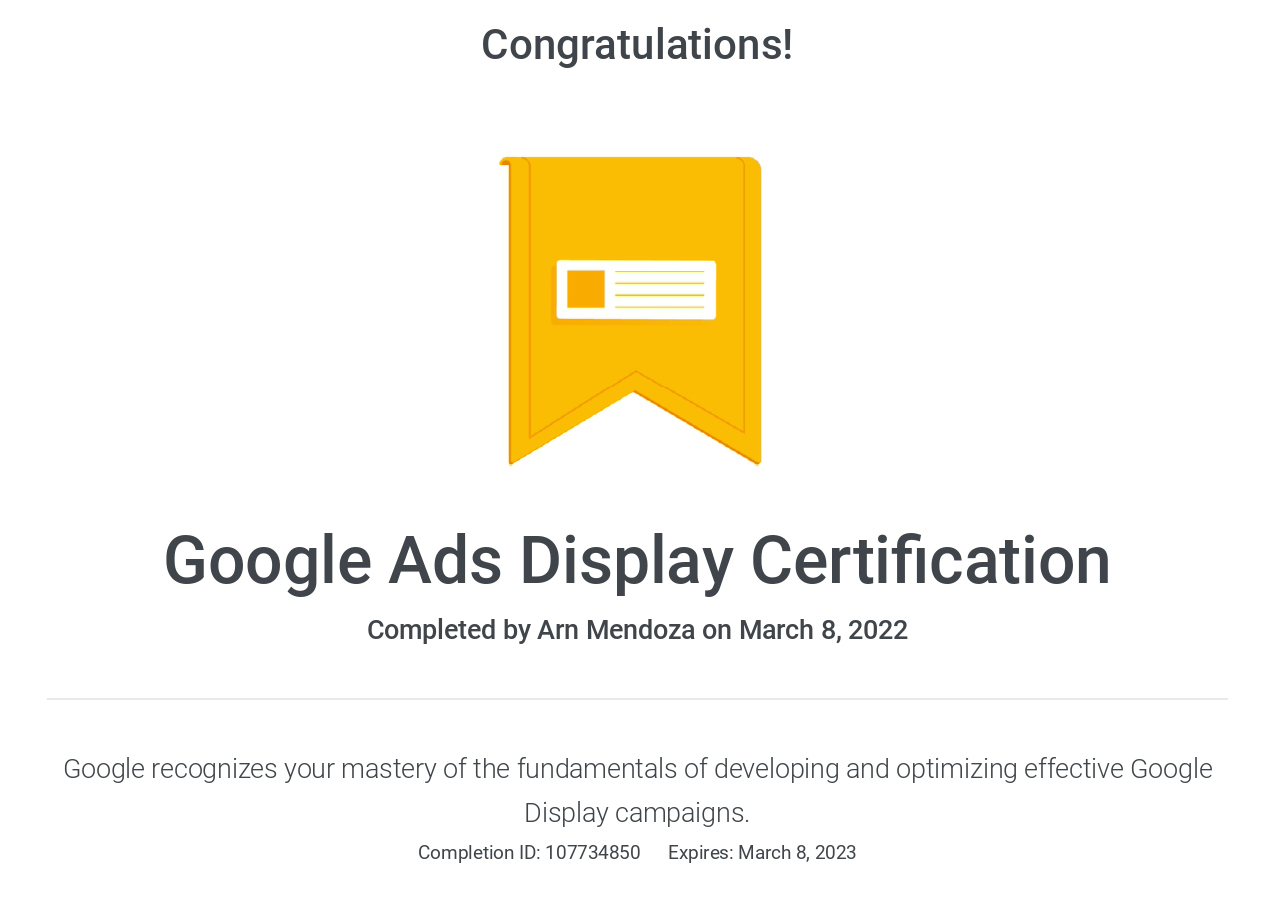 Congratulations!
Google Ads Display Certification
Completed by Arn Mendoza on March 8, 2022
Google recognizes your mastery of the fundamentals of developing and optimizing effective Google
Display campaigns.
Completion ID: 107734850 Expires: March 8, 2023